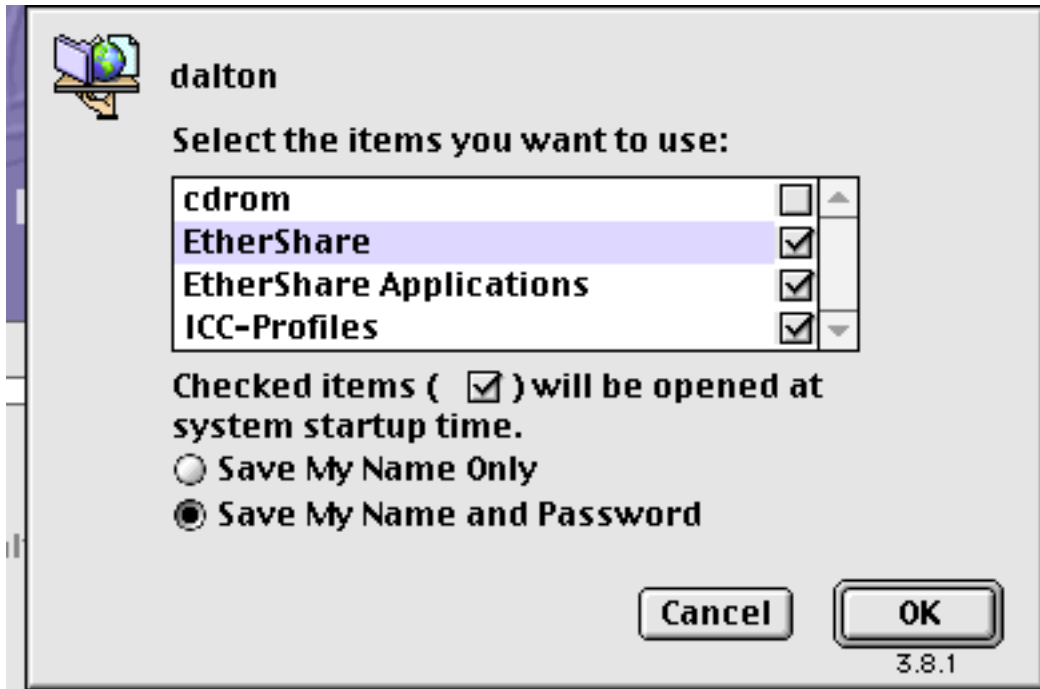 dalton
Select the items you want to use:
cdrom
EtherShare
EtherShare Applications
ICC-Profiles
Checked items ( ) will be opened at
system startup time.
Save My Name Only
Save My Name and Password
Cancel
OK
3.8.1